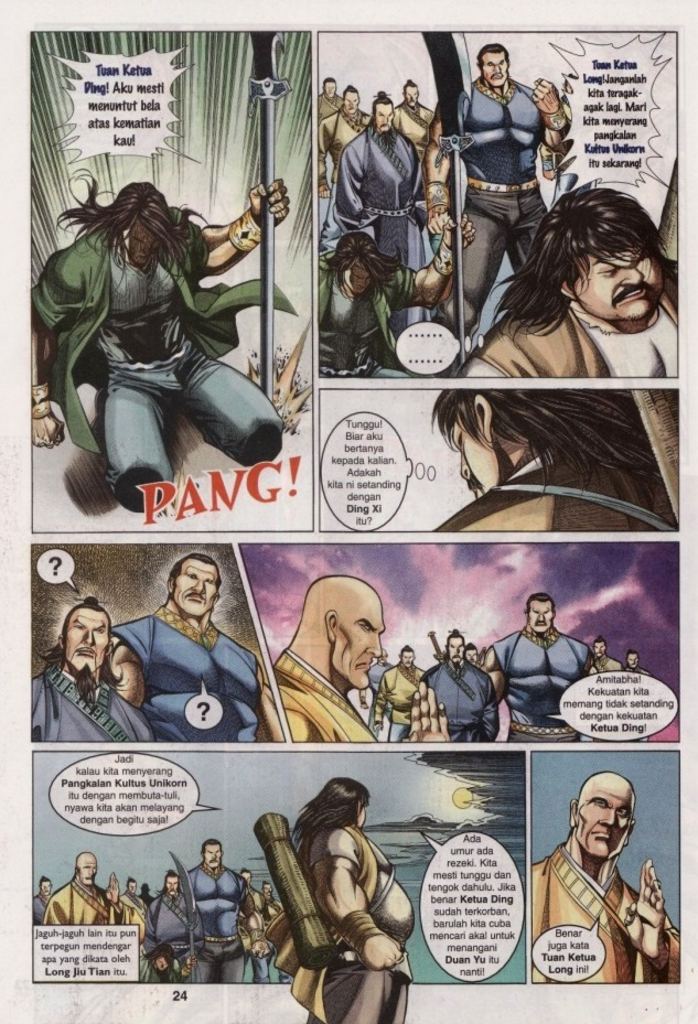 Tuan Ketua
Ding! Aku mesti
menuntut bela
atas kematian
kau!
PANG!
Tuan Ketua
Long!Janganlah
kita teragak-
agak lagi. Mari
kita menyerang
pangkalan
Kultus Unikorn
itu sekarang!
......
......
Tunggu!
Biar aku
bertanya
kepada kalian.
Adakah
kita ni setanding
dengan
Ding Xi
itu?
?
?
Amitabha!
Kekuatan kita
memang tidak setanding
dengan kekuatan
Ketua Ding!
Jadi
kalau kita menyerang
Pangkalan Kultus Unikorn
itu dengan membuta-tuli,
nyawa kita akan melayang
dengan begitu saja!
Jaguh-jaguh lain itu pun
terpegun mendengar
apa yang dikata oleh
Long Jiu Tian itu.
Ada
umur ada
rezeki. Kita
mesti tunggu dan
tengok dahulu. Jika
benar Ketua Ding
sudah terkorban,
barulah kita cuba
mencari akal untuk
menangani
Duan Yu itu
nanti!
Benar
juga kata
Tuan Ketua
Long ini!
24